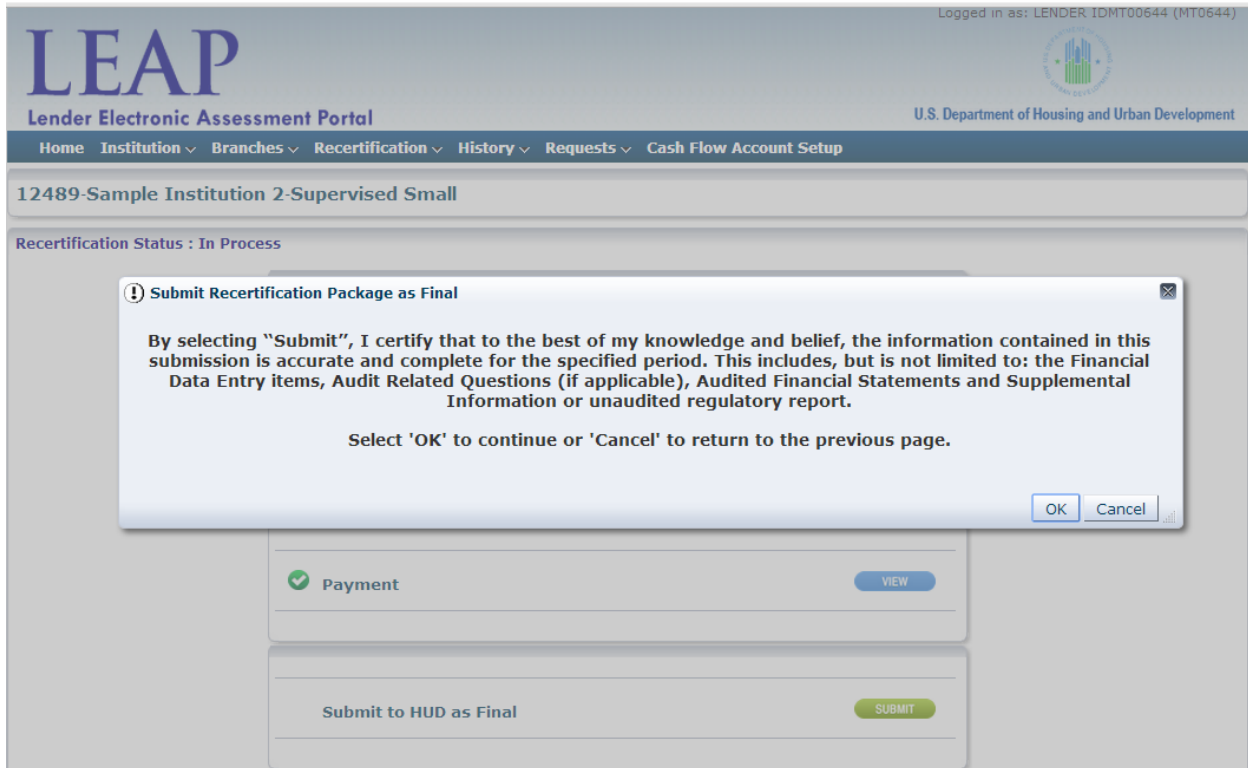 Logged in as: LENDER IDMT00644 (MT0644)
LEAP
Lender Electronic Assessment Portal
U.S. Department of Housing and Urban Development
Home Institution Branches Recertification History Requests Cash Flow Account Setup
12489-Sample Institution 2-Supervised Small
Recertification Status : In Process
Submit Recertification Package as Final
By selecting “Submit”, I certify that to the best of my knowledge and belief, the information contained in this
submission is accurate and complete for the specified period. This includes, but is not limited to: the Financial
Data Entry items, Audit Related Questions (if applicable), Audited Financial Statements and Supplemental
Information or unaudited regulatory report.
Select 'OK' to continue or 'Cancel' to return to the previous page.
OK Cancel
Payment VIEW
Submit to HUD as Final SUBMIT